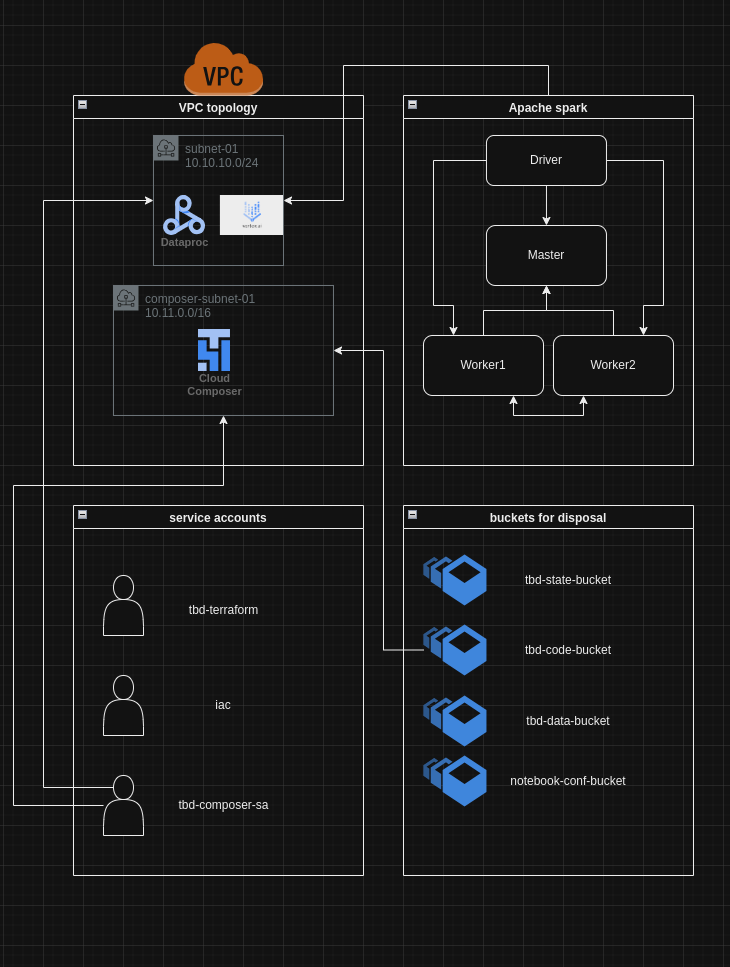 VPC
VPC topology
subnet-01
10.10.10.0/24
Dataproc
vertex ai
composer-subnet-01
10.11.0.0/16
Cloud
Composer
Apache spark
Driver
Master
Worker1
Worker2
service accounts
tbd-terraform
iac
tbd-composer-sa
buckets for disposal
tbd-state-bucket
tbd-code-bucket
tbd-data-bucket
notebook-conf-bucket